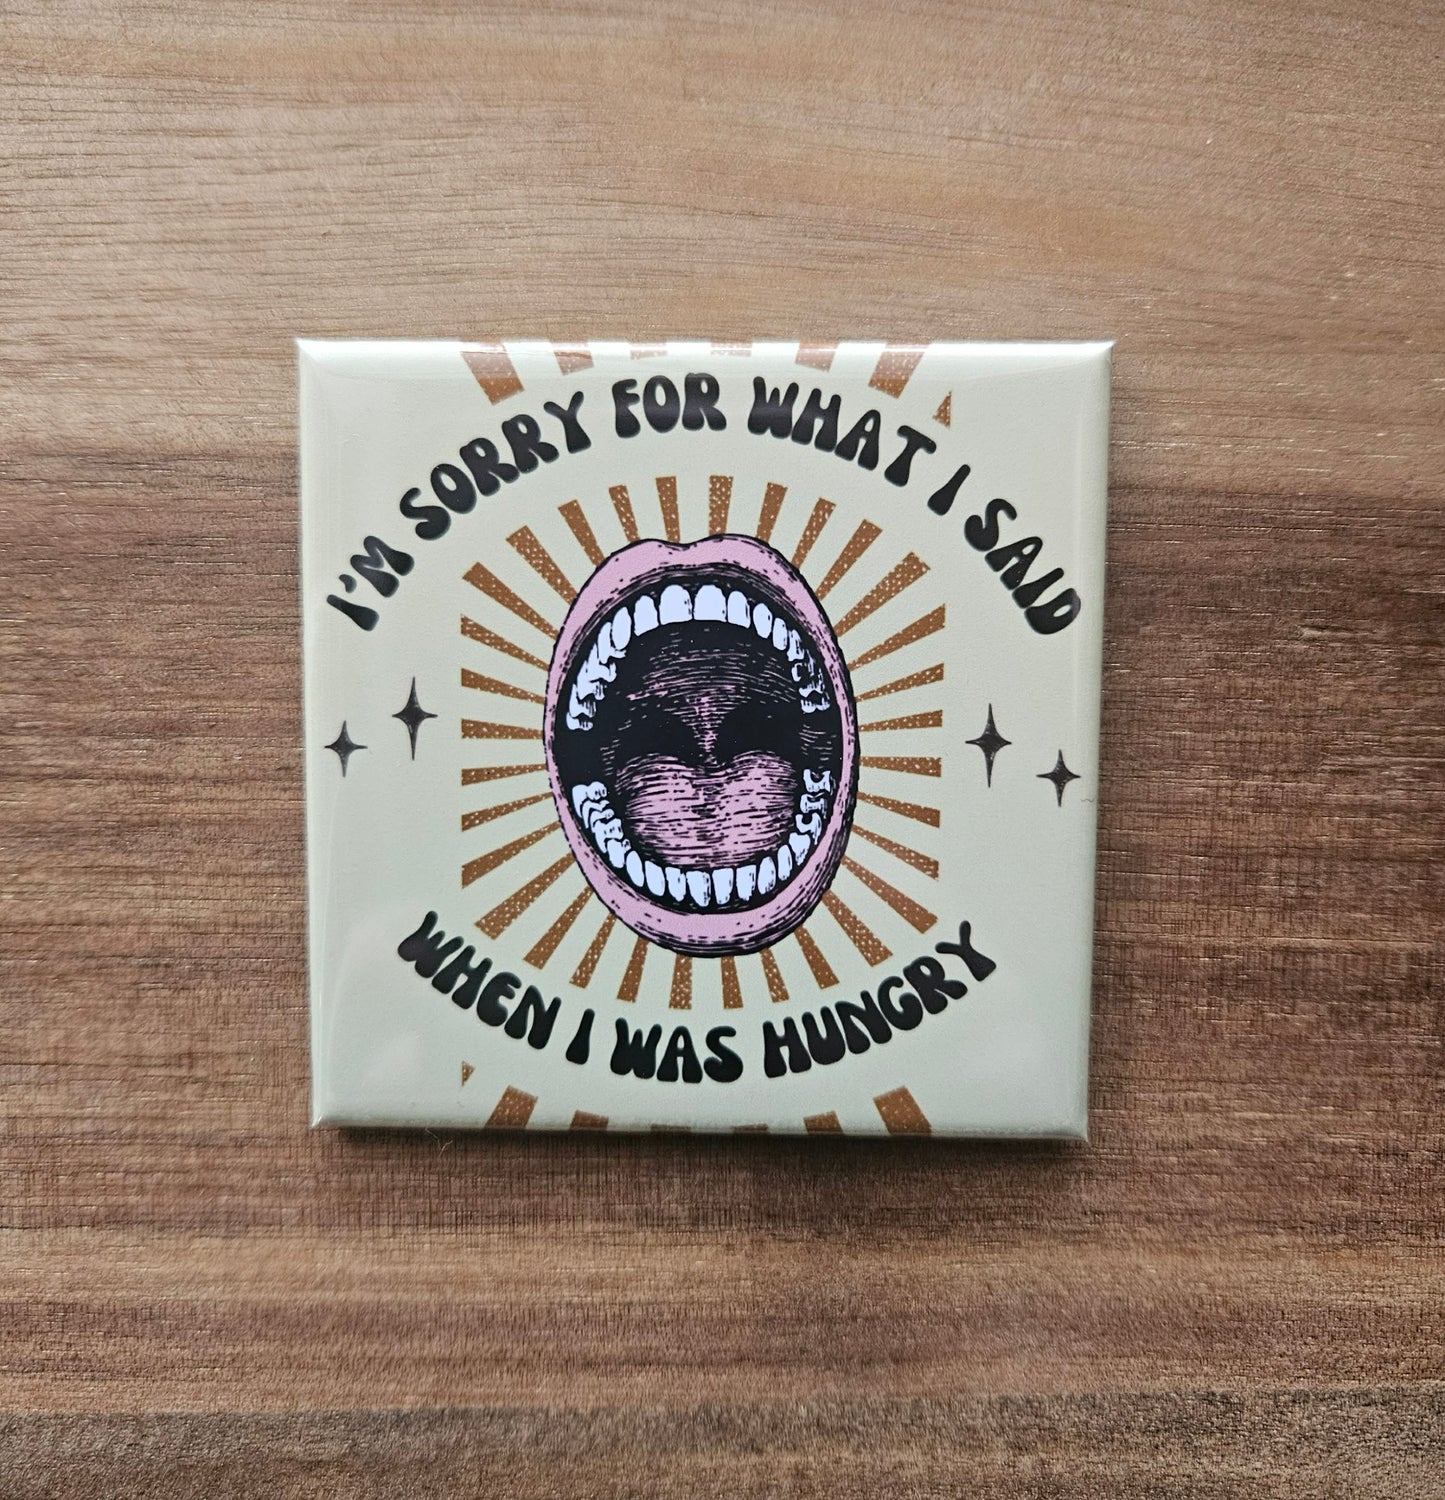 I'M SORRY FOR WHAT I SAID
WHEN I WAS HUNGRY